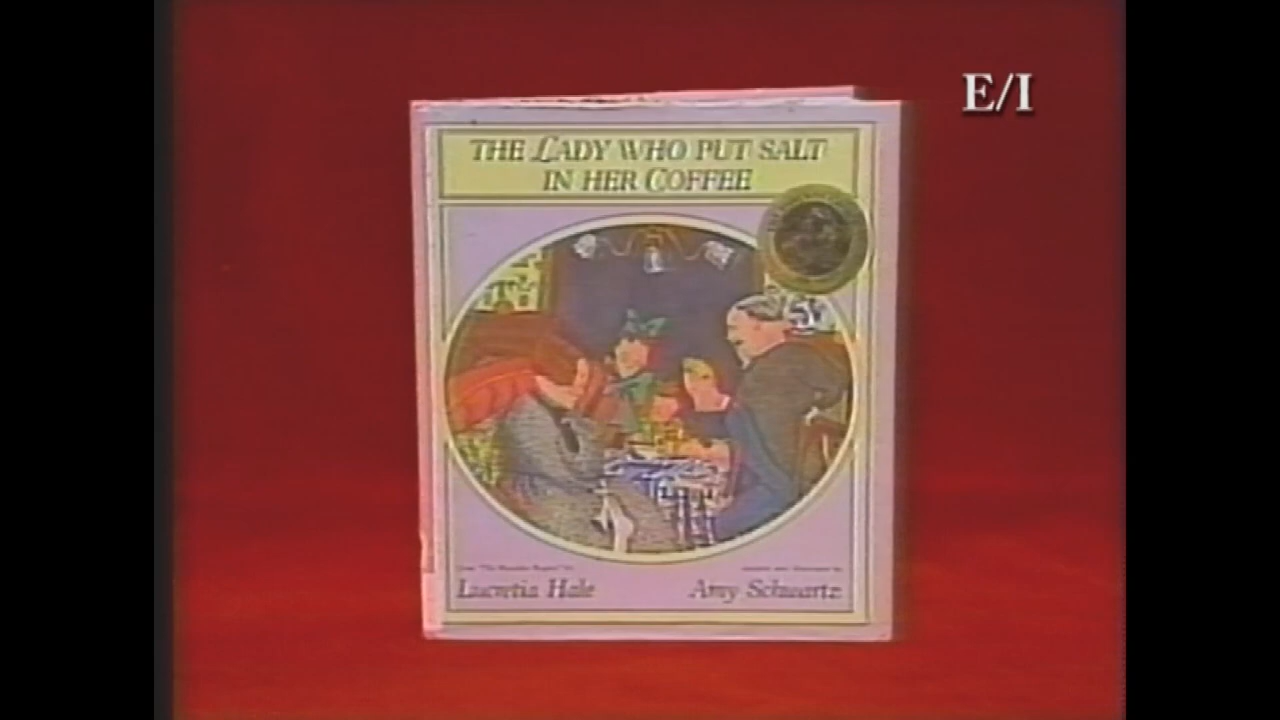 E/I
THE LADY WHO PUT SALT
IN HER COFFEE
Lucretia Hale
Amy Schwartz